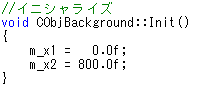 //イニシャライズ
void CObjBackground::Init()
{
    m_x1 =   0.0f;
    m_x2 = 800.0f;
}